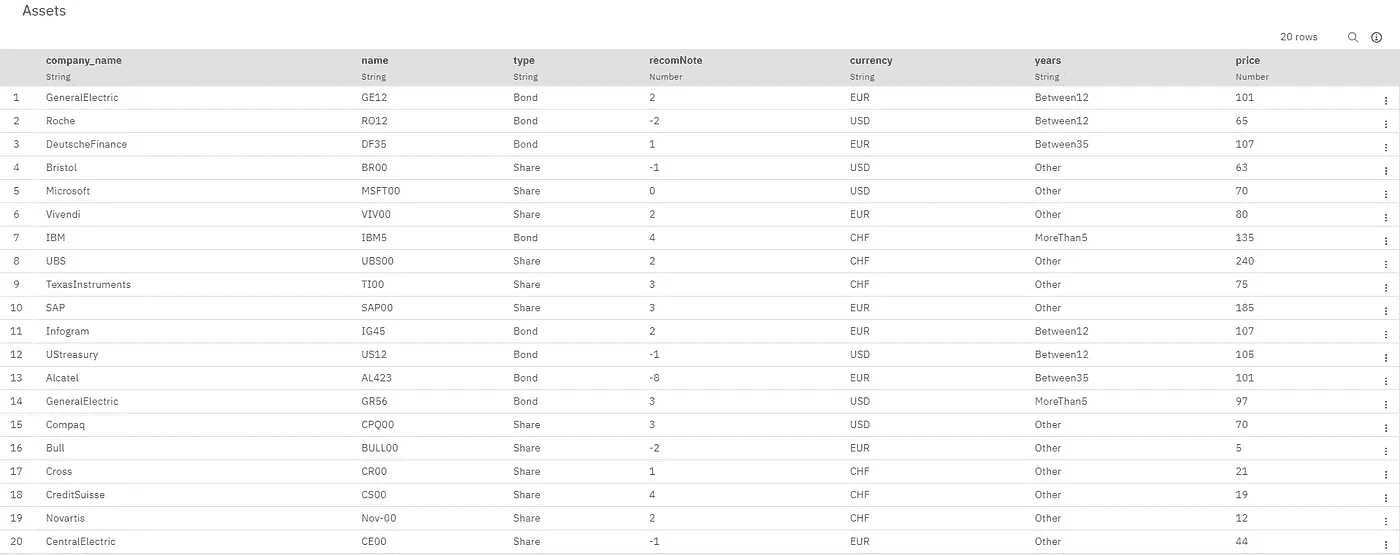 Assets
20 rows
company_name name type recomNote currency years price
String String String Number String String Number
1 GeneralElectric GE12 Bond 2 EUR Between12 101
2 Roche RO12 Bond -2 USD Between12 65
3 DeutscheFinance DF35 Bond 1 EUR Between35 107
4 Bristol BR00 Share -1 USD Other 63
5 Microsoft MSFT00 Share 0 USD Other 70
6 Vivendi VIV00 Share 2 EUR Other 80
7 IBM IBM5 Bond 4 CHF MoreThan5 135
8 UBS UBS00 Share 2 CHF Other 240
9 TexasInstruments TI00 Share 3 CHF Other 75
10 SAP SAP00 Share 3 EUR Other 185
11 Infogram IG45 Bond 2 EUR Between12 107
12 UStreasury US12 Bond -1 USD Between12 105
13 Alcatel AL423 Bond -8 EUR Between35 101
14 GeneralElectric GR56 Bond 3 USD MoreThan5 97
15 Compaq CPQ00 Share 3 USD Other 70
16 Bull BULL00 Share -2 EUR Other 5
17 Cross CR00 Share 1 CHF Other 21
18 CreditSuisse CS00 Share 4 CHF Other 19
19 Novartis Nov-00 Share 2 CHF Other 12
20 CentralElectric CE00 Share -1 EUR Other 44